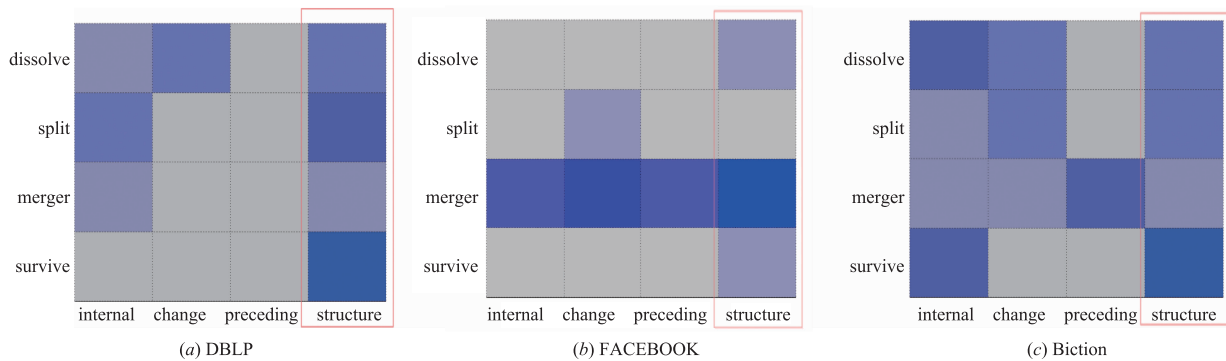 dissolve
split
merger
survive
internal change preceding structure
(a) DBLP
dissolve
split
merger
survive
internal change preceding structure
(b) FACEBOOK
dissolve
split
merger
survive
internal change preceding structure
(c) Biction